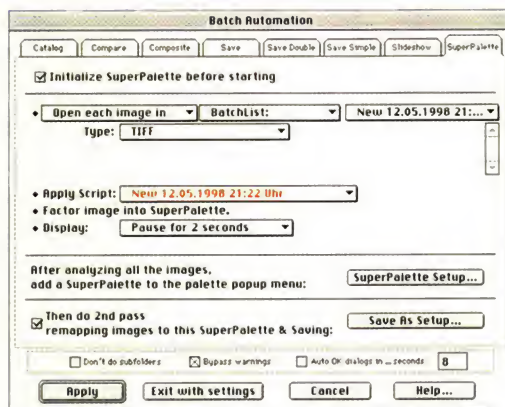 Batch Automation
Catalog Compare Composite Save Save Double Save Simple Slideshow SuperPalette
Initialize SuperPalette before starting
Open each image in BatchList: New 12.05.1998 21:...
Type: TIFF
Apply Script: New 12.05.1998 21:22 Uhr
Factor image into SuperPalette.
Display: Pause for 2 seconds
After analyzing all the images,
add a SuperPalette to the palette popup menu: SuperPalette Setup...
Then do 2nd pass
remapping images to this SuperPalette & Saving: Save As Setup...
Don't do subfolders Bypass warnings Auto OK dialogs in ... seconds 8
Apply Exit with settings Cancel Help...